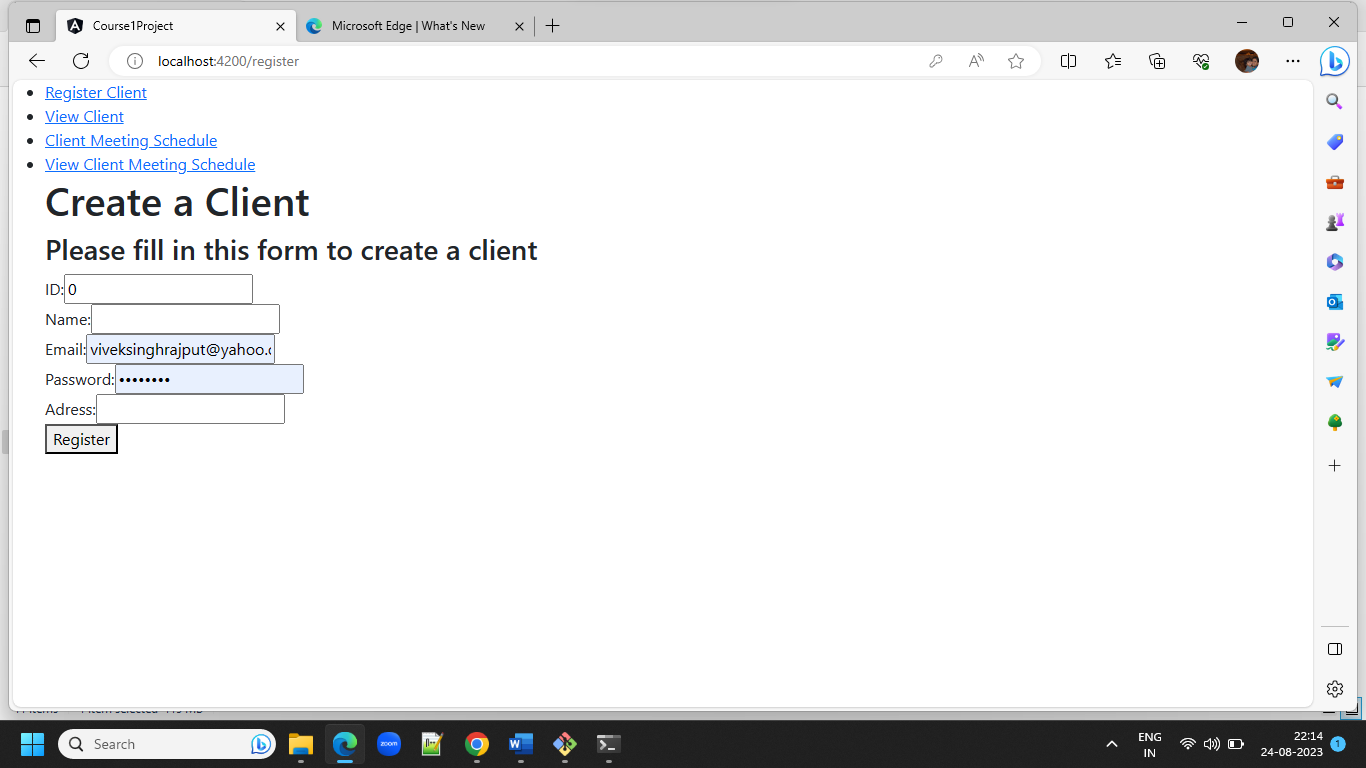 Course1Project
Microsoft Edge | What's New
localhost:4200/register
Register Client
View Client
Client Meeting Schedule
View Client Meeting Schedule
Create a Client
Please fill in this form to create a client
ID:0
Name:
Email:viveksinghrajput@yahoo.
Password:••••••••
Adress:
Register
Search
zoom
ENG
IN
22:14
24-08-2023
1